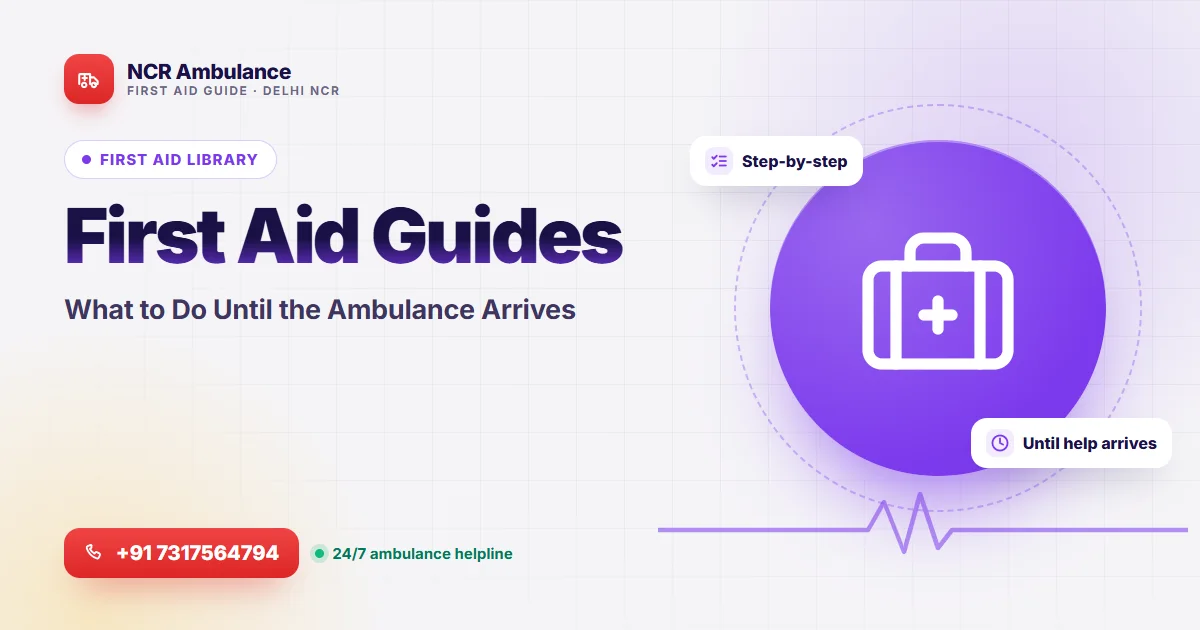 NCR Ambulance
FIRST AID GUIDE · DELHI NCR
FIRST AID LIBRARY
First Aid Guides
What to Do Until the Ambulance Arrives
Step-by-step
Until help arrives
+91 7317564794
24/7 ambulance helpline